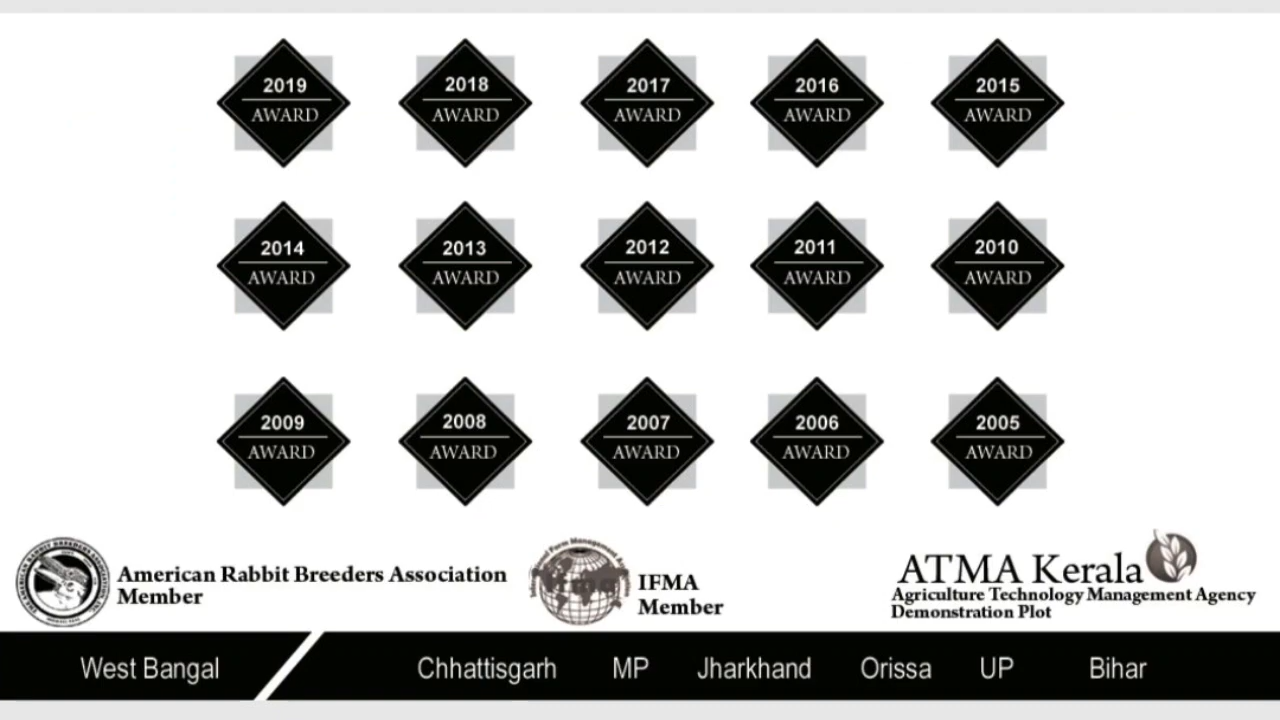 2019 2018 2017 2016 2015
AWARD AWARD AWARD AWARD AWARD
2014 2013 2012 2011 2010
AWARD AWARD AWARD AWARD AWARD
2009 2008 2007 2006 2005
AWARD AWARD AWARD AWARD AWARD
American Rabbit Breeders Association
Member
IFMA
Member
ATMA Kerala
Agriculture Technology Management Agency
Demonstration Plot
West Bangal Chhattisgarh MP Jharkhand Orissa UP Bihar